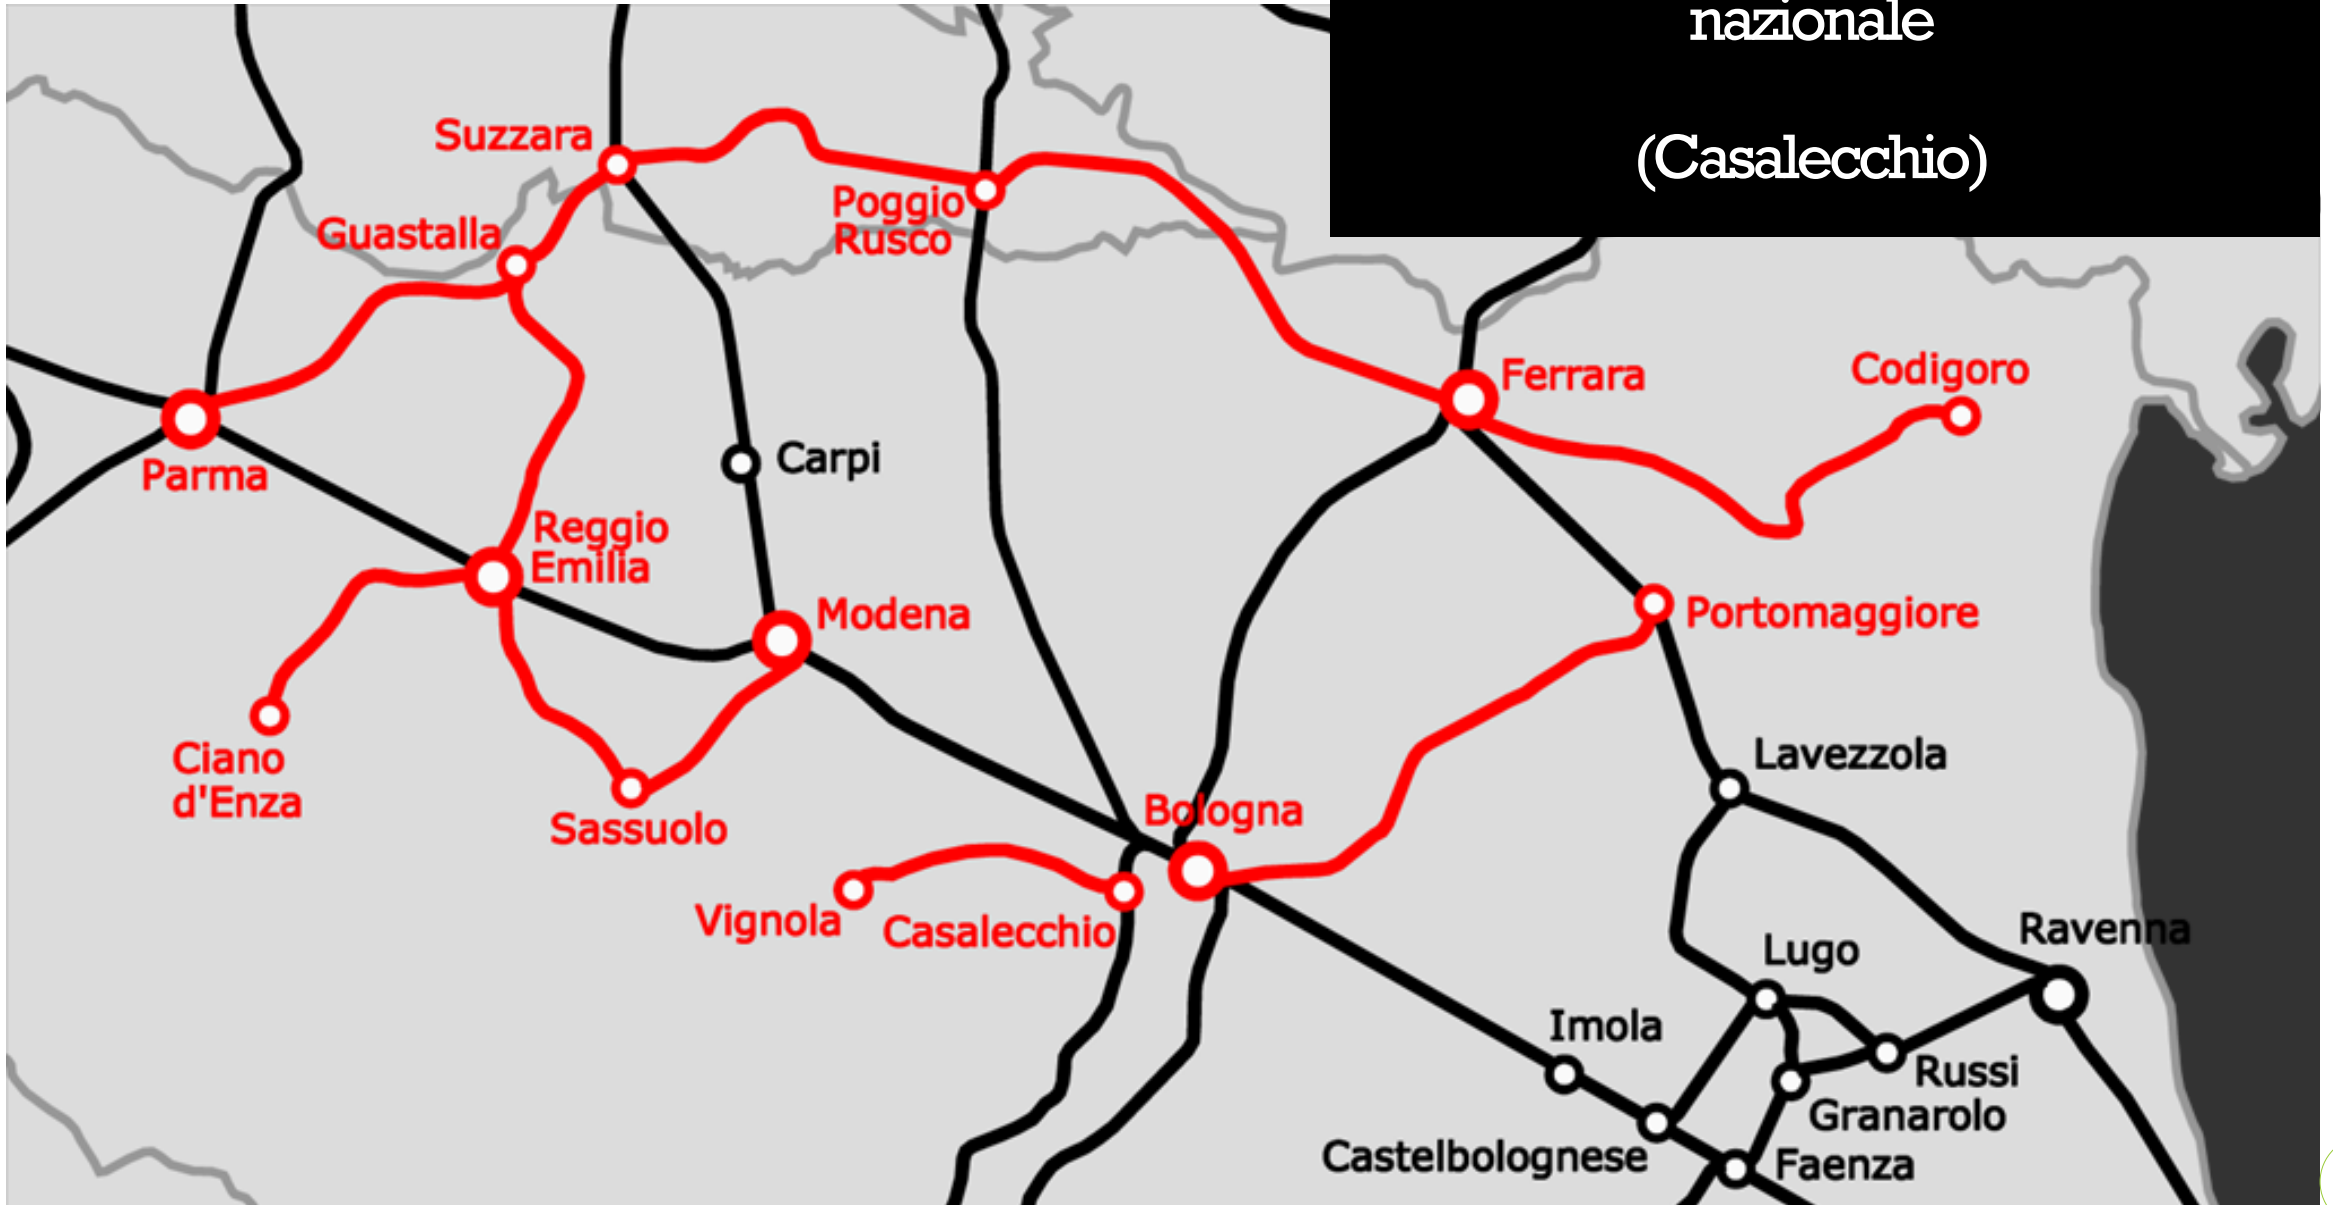 nazionale
(Casalecchio)
Suzzara
Poggio
Rusco
Guastalla
Ferrara
Codigoro
Parma
Carpi
Reggio
Emilia
Modena
Portomaggiore
Ciano
d'Enza
Lavezzola
Sassuolo
Bologna
Vignola
Casalecchio
Ravenna
Lugo
Imola
Russi
Granarolo
Castelbolognese
Faenza